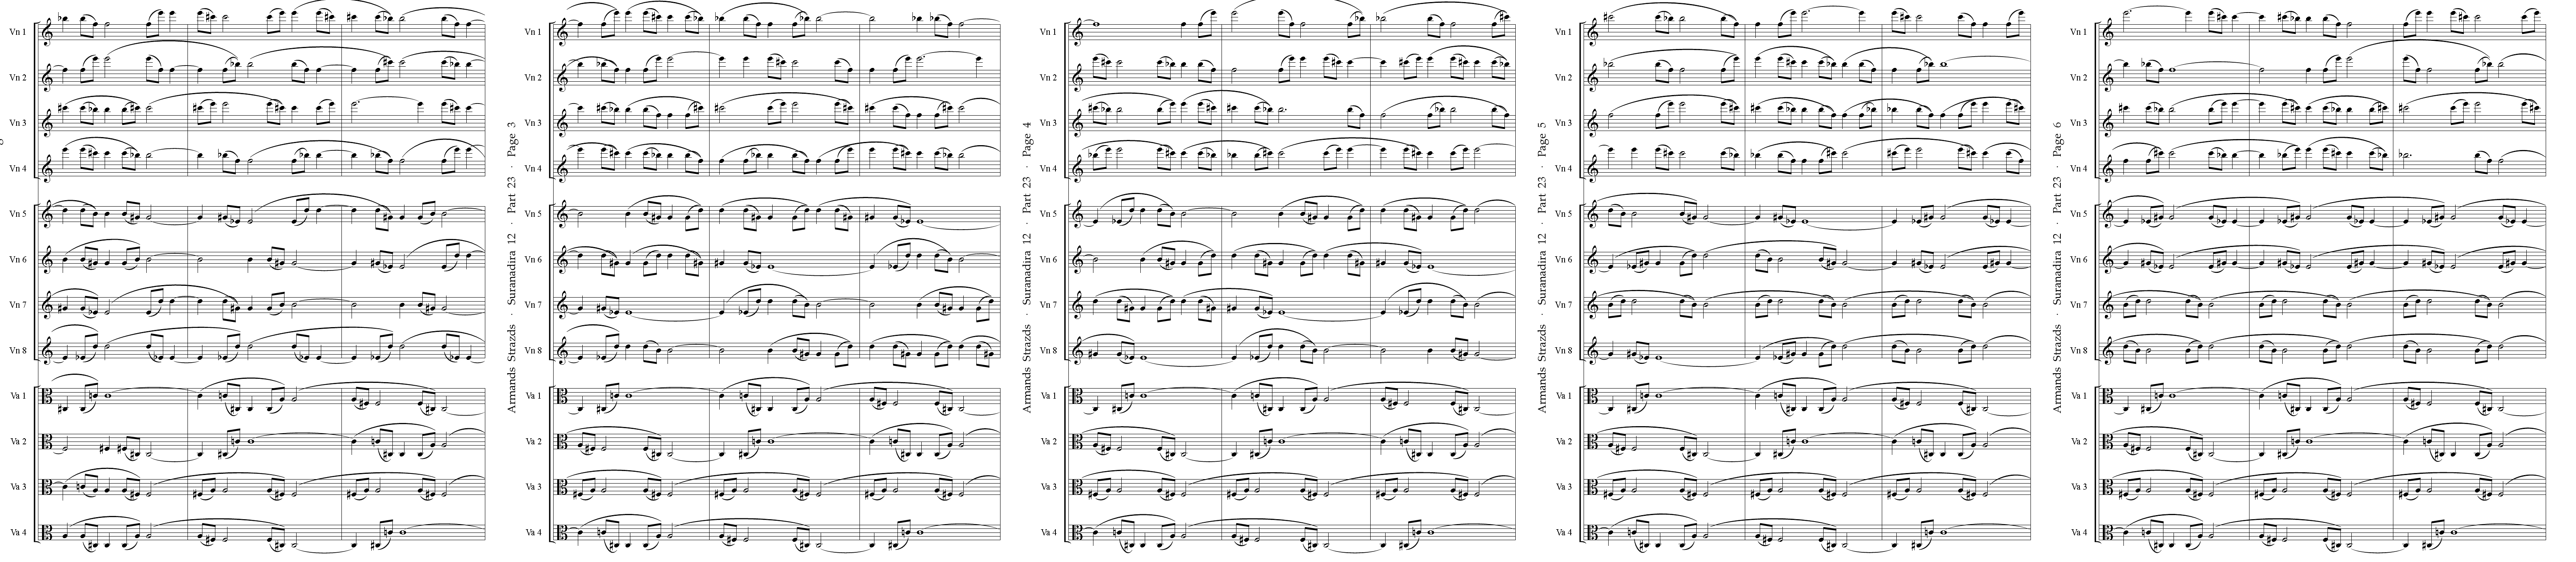 Vn 1
Vn 2
Vn 3
Vn 4
Vn 5
Vn 6
Vn 7
Vn 8
Va 1
Va 2
Va 3
Va 4
Armands Strazds · Suranadira 12 · Part 23 · Page 3
Vn 1
Vn 2
Vn 3
Vn 4
Vn 5
Vn 6
Vn 7
Vn 8
Va 1
Va 2
Va 3
Va 4
Armands Strazds · Suranadira 12 · Part 23 · Page 4
Vn 1
Vn 2
Vn 3
Vn 4
Vn 5
Vn 6
Vn 7
Vn 8
Va 1
Va 2
Va 3
Va 4
Armands Strazds · Suranadira 12 · Part 23 · Page 5
Vn 1
Vn 2
Vn 3
Vn 4
Vn 5
Vn 6
Vn 7
Vn 8
Va 1
Va 2
Va 3
Va 4
Armands Strazds · Suranadira 12 · Part 23 · Page 6
Vn 1
Vn 2
Vn 3
Vn 4
Vn 5
Vn 6
Vn 7
Vn 8
Va 1
Va 2
Va 3
Va 4